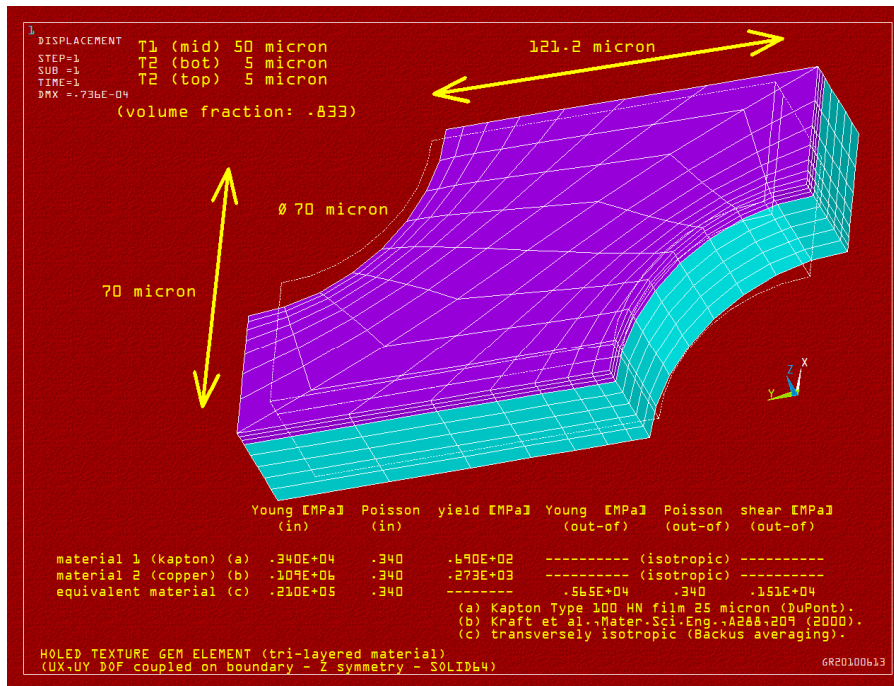 1
DISPLACEMENT
STEP=1
SUB =1
TIME=1
DMX =.736E-04
T1 (mid) 50 micron
T2 (bot) 5 micron
T2 (top) 5 micron
(volume fraction: .833)
121.2 micron
Ø 70 micron
70 micron
Z X
Y
Young [MPa] Poisson yield [MPa] Young [MPa] Poisson shear [MPa]
(in) (in) (out-of) (out-of) (out-of)
material 1 (kapton) (a) .340E+04 .340 .690E+02 ---------- (isotropic) ----------
material 2 (copper) (b) .109E+06 .340 .273E+03 ---------- (isotropic) ----------
equivalent material (c) .210E+05 .340 -------- .565E+04 .340 .151E+04
(a) Kapton Type 100 HN film 25 micron (DuPont).
(b) Kraft et al.,Mater.Sci.Eng.,A288,209 (2000).
(c) transversely isotropic (Backus averaging).
HOLED TEXTURE GEM ELEMENT (tri-layered material)
(UX,UY DOF coupled on boundary - Z symmetry - SOLID64)
GR20100613